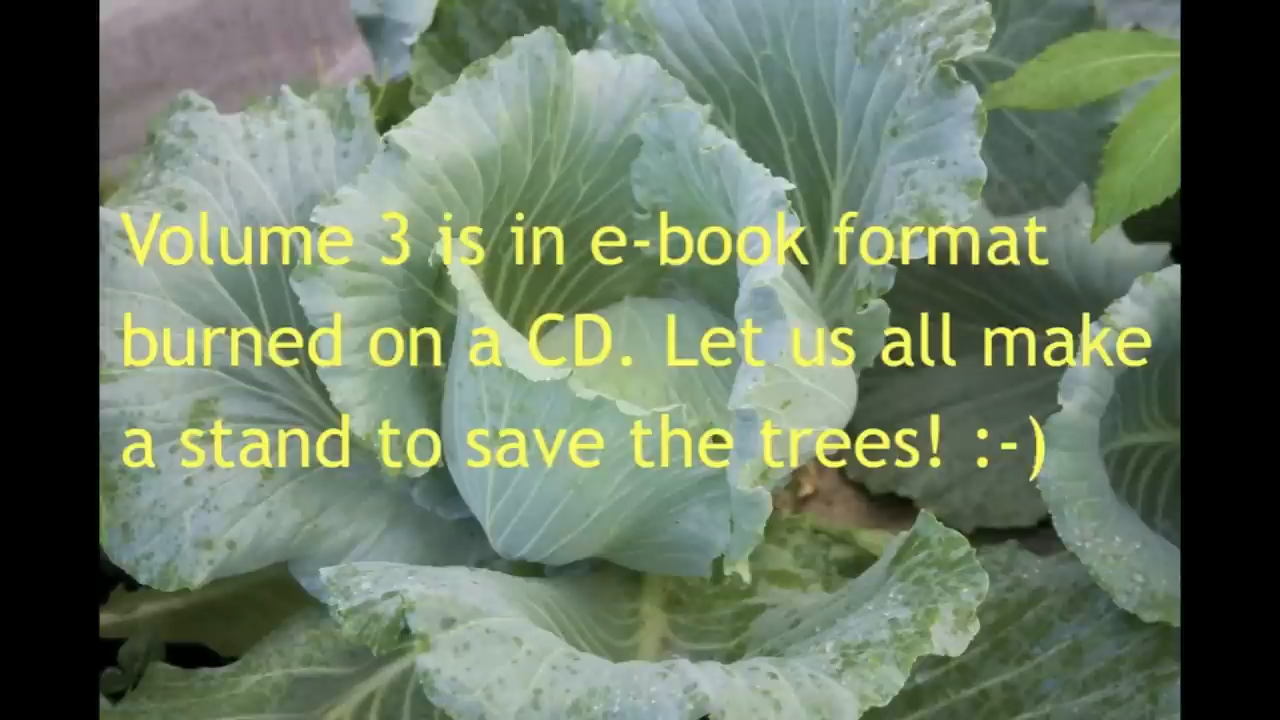 Volume 3 is in e-book format
burned on a CD. Let us all make
a stand to save the trees! :-)